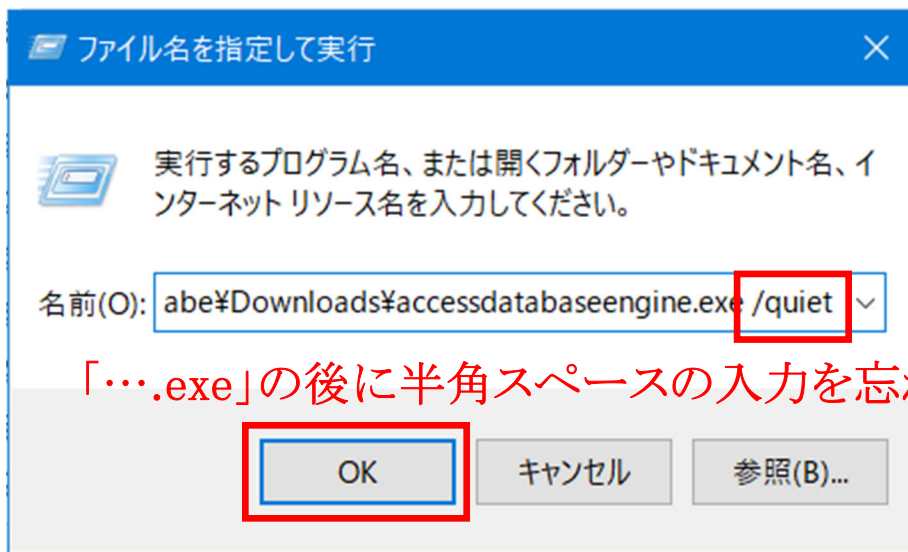 ファイル名を指定して実行
実行するプログラム名、または開くフォルダーやドキュメント名、イ
ンターネット リソース名を入力してください。
名前(O): abe¥Downloads¥accessdatabaseengine.exe /quiet
「….exe」の後に半角スペースの入力を忘
OK キャンセル 参照(B)...